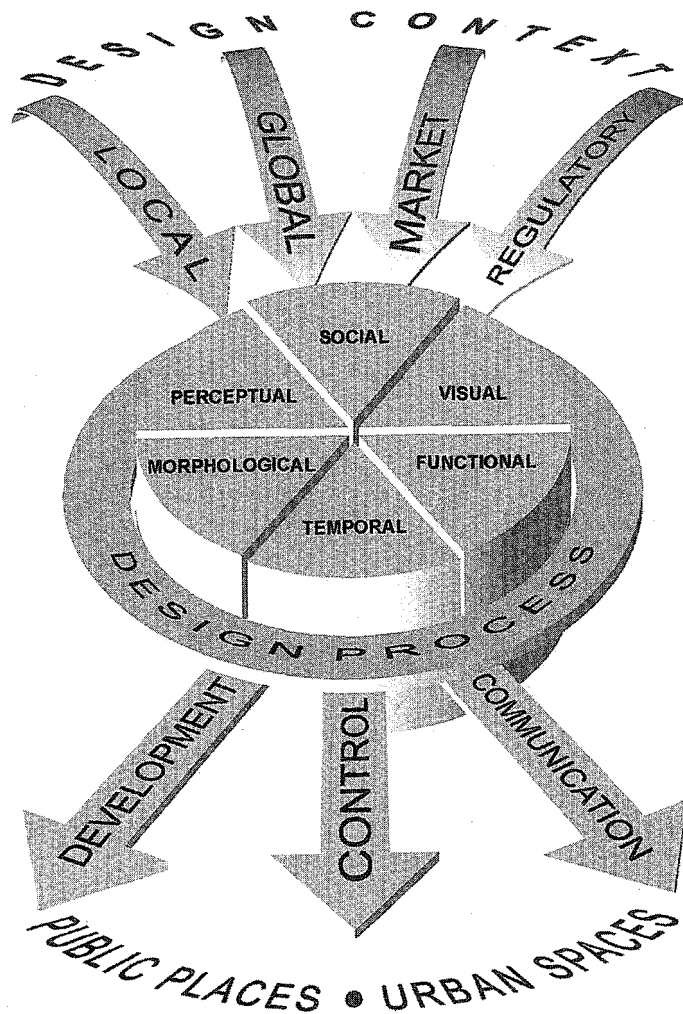 DESIGN CONTEXT
LOCAL
GLOBAL
MARKET
REGULATORY
SOCIAL
PERCEPTUAL
VISUAL
MORPHOLOGICAL
FUNCTIONAL
TEMPORAL
DESIGN PROCESS
DEVELOPMENT
CONTROL
COMMUNICATION
PUBLIC PLACES • URBAN SPACES